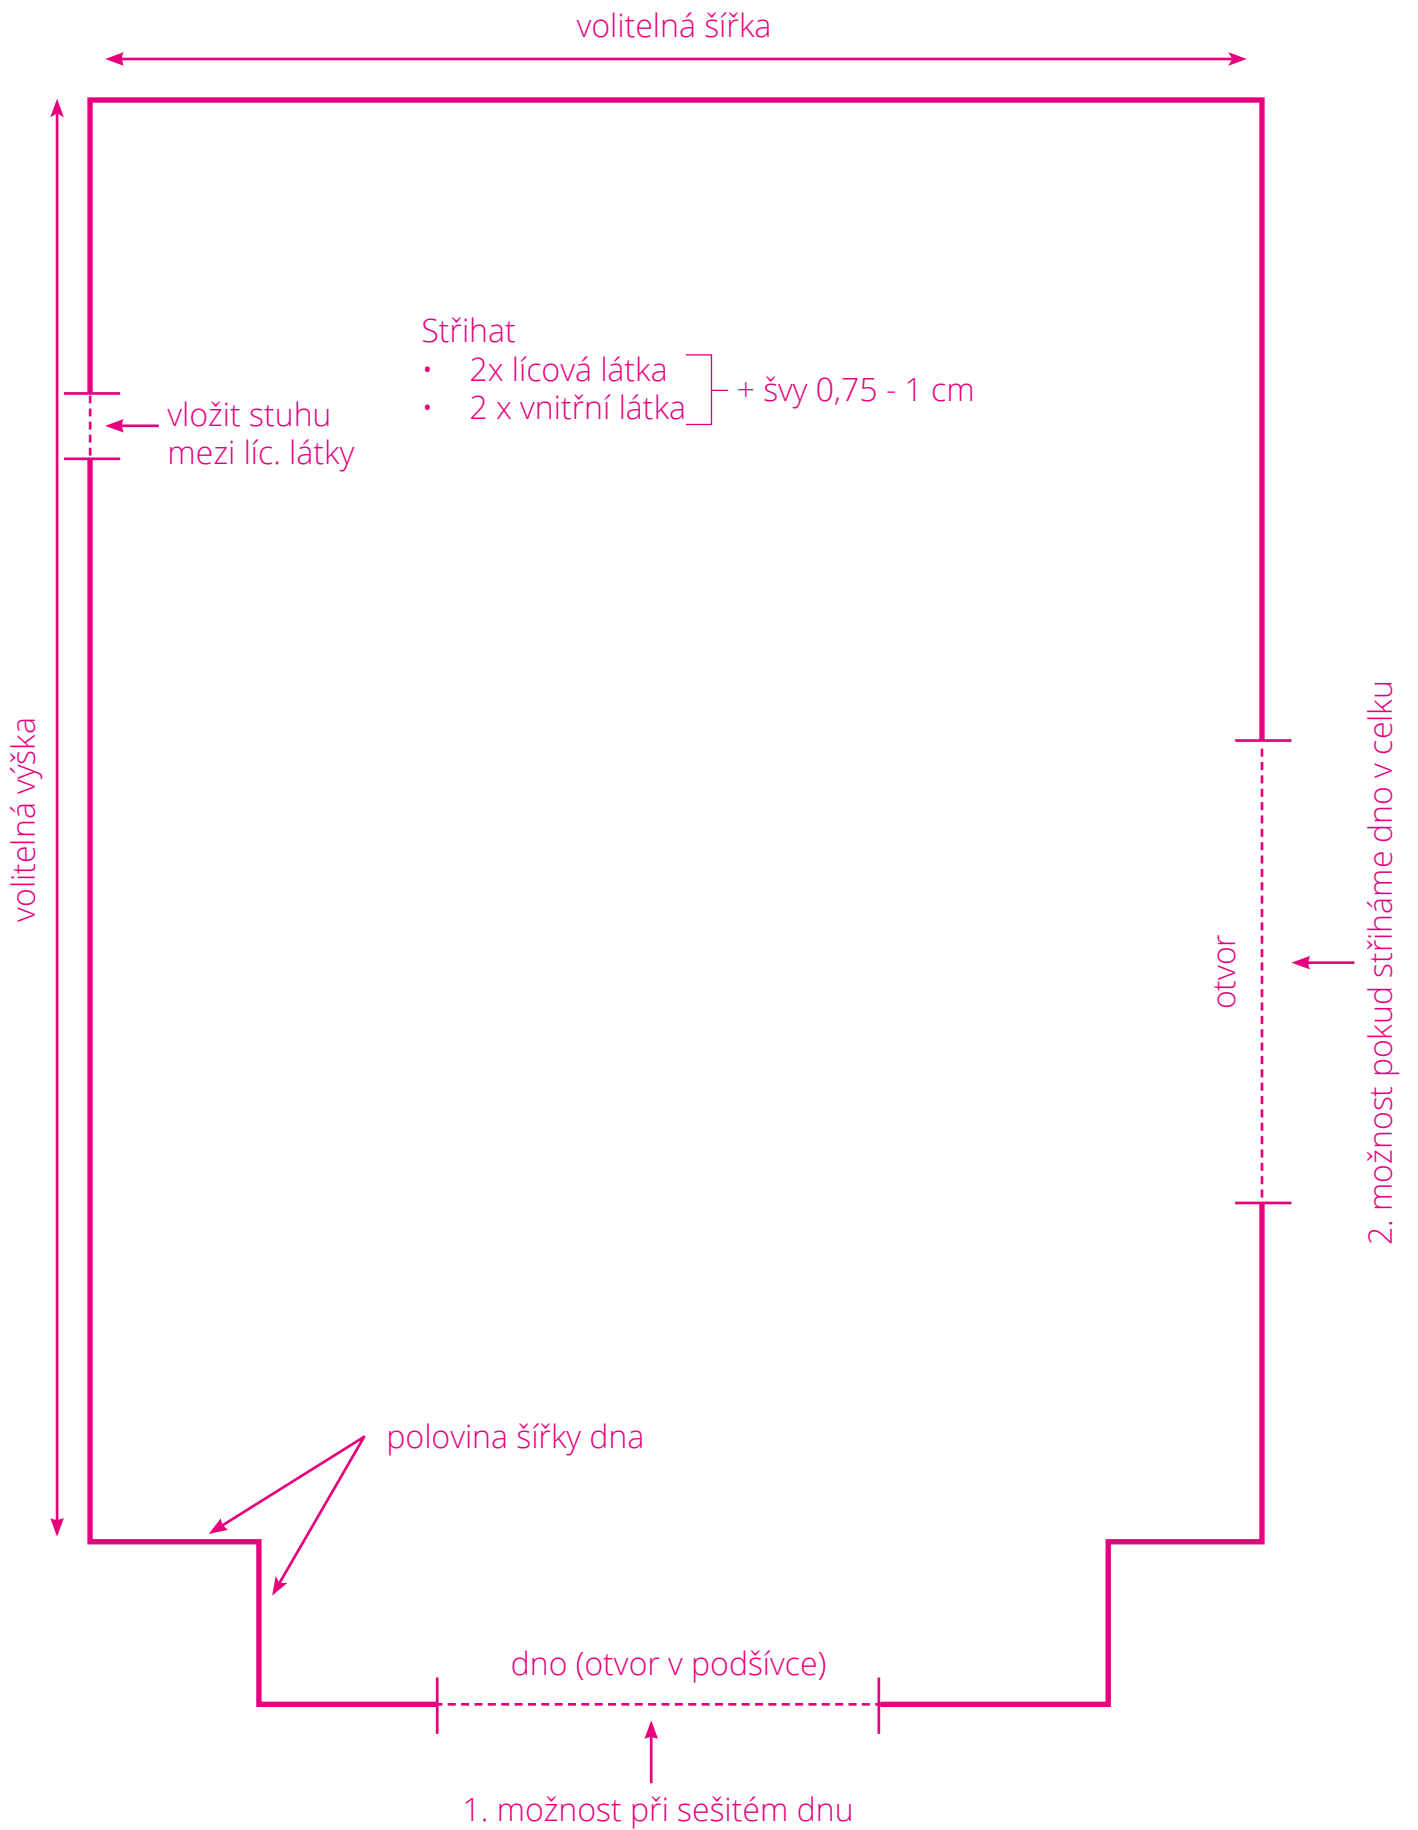 volitelná šířka
Střihat
• 2x lícová látka
• 2 x vnitřní látka
+ švy 0,75 - 1 cm
vložit stuhu
mezi líc. látky
volitelná výška
otvor
2. možnost pokud střiháme dno v celku
polovina šířky dna
dno (otvor v podšívce)
1. možnost při sešitém dnu